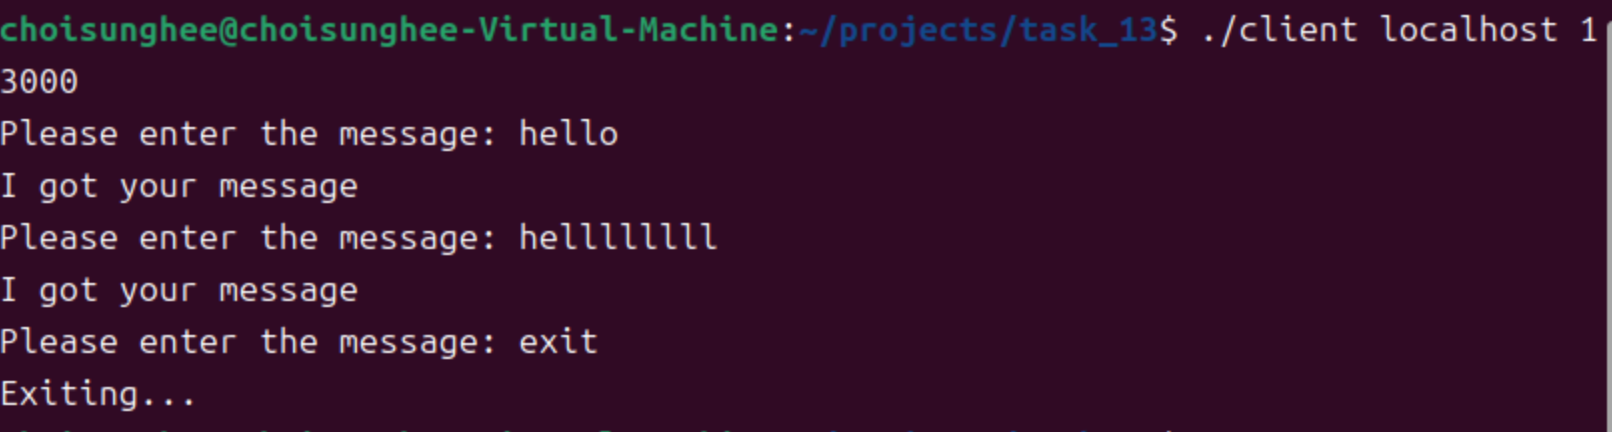 choisunghee@choisunghee-Virtual-Machine:~/projects/task_13$ ./client localhost 1
3000
Please enter the message: hello
I got your message
Please enter the message: hellllllll
I got your message
Please enter the message: exit
Exiting...